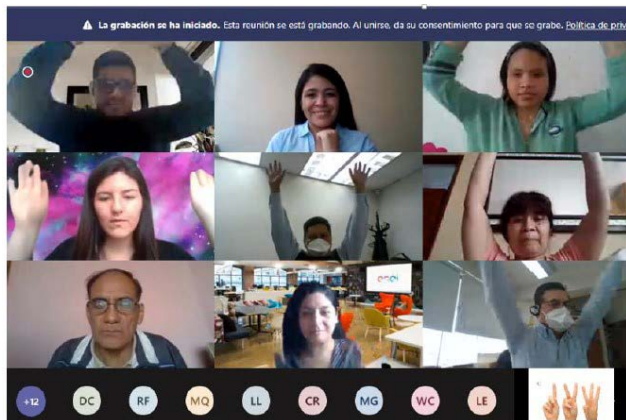 La grabación se ha iniciado. Esta reunión se está grabando. Al unirse, da su consentimiento para que se grabe. Política de priv
enel
+12 DC RF MQ LL CR MG WC LE